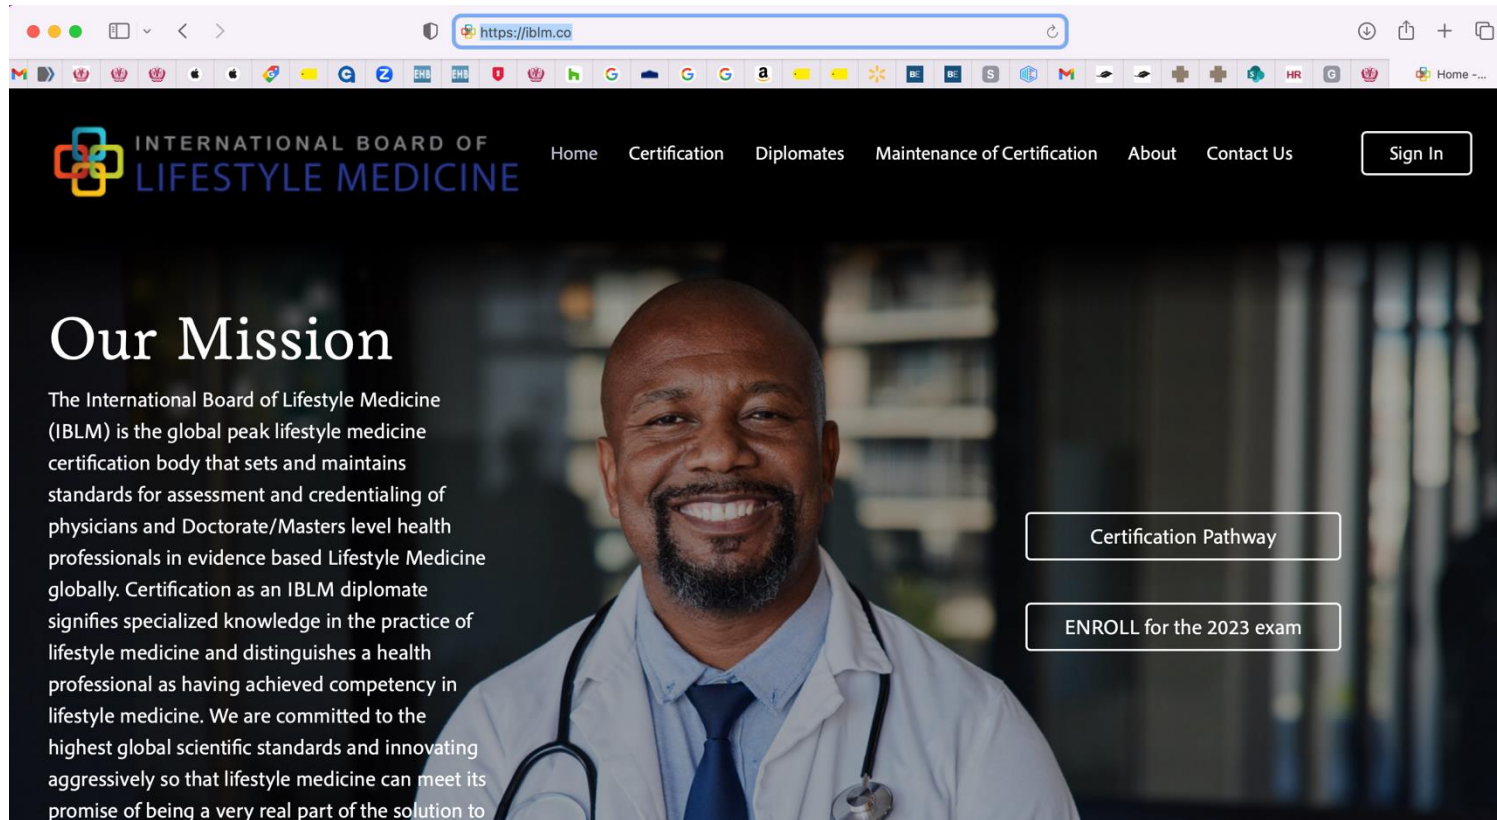 https://iblm.co
EHB
EHB
a
BE
BE
S
HR
G
Home -...
INTERNATIONAL BOARD OF
LIFESTYLE MEDICINE
Home
Certification
Diplomates
Maintenance of Certification
About
Contact Us
Sign In
Our Mission
The International Board of Lifestyle Medicine
(IBLM) is the global peak lifestyle medicine
certification body that sets and maintains
standards for assessment and credentialing of
physicians and Doctorate/Masters level health
professionals in evidence based Lifestyle Medicine
globally. Certification as an IBLM diplomate
signifies specialized knowledge in the practice of
lifestyle medicine and distinguishes a health
professional as having achieved competency in
lifestyle medicine. We are committed to the
highest global scientific standards and innovating
aggressively so that lifestyle medicine can meet its
promise of being a very real part of the solution to
Certification Pathway
ENROLL for the 2023 exam